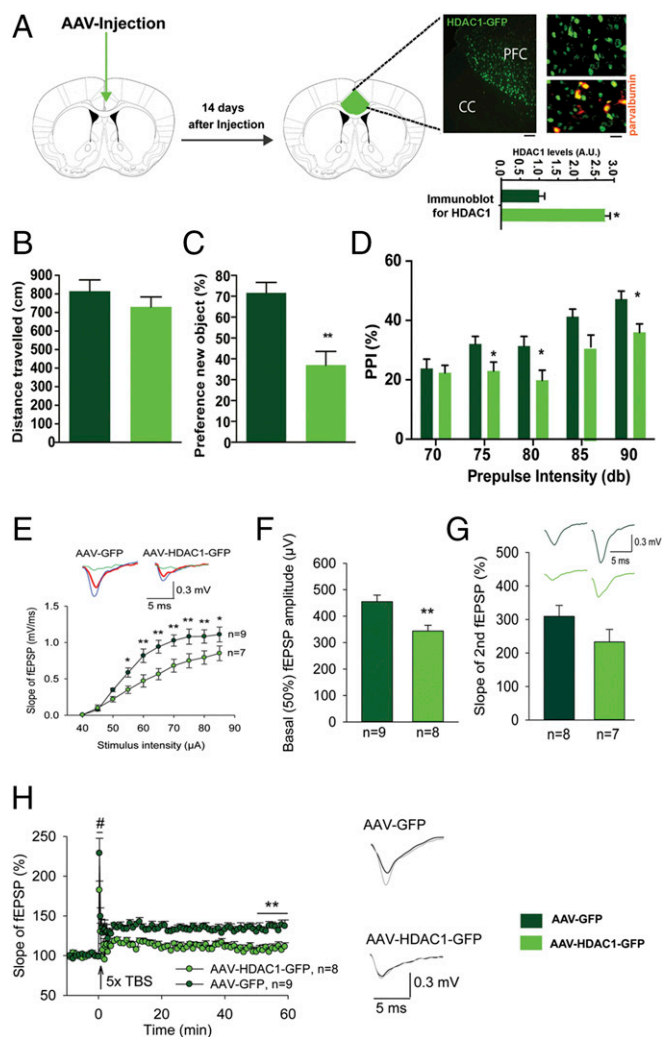 A
AAV-Injection
14 days
after Injection
HDAC1-GFP
PFC
CC
parvalbumin
HDAC1 levels (A.U.)
0.0 0.5 1.0 1.5 2.0 2.5 3.0
Immunoblot
for HDAC1
*
B
Distance travelled (cm)
900
800
700
600
500
400
300
200
100
0
C
Preference new object (%)
80
70
60
50
40
30
20
10
0
**
D
PPI (%)
60
40
20
0
* * *
70 75 80 85 90
Prepulse Intensity (db)
E
AAV-GFP AAV-HDAC1-GFP
0.3 mV
5 ms
Slope of fEPSP (mV/ms)
2.0
1.5
1.0
0.5
0.0
* ** ** ** ** ** *
n=9
n=7
40 50 60 70 80 90
Stimulus intensity (µA)
F
Basal (50%) fEPSP amplitude (µV)
600
500
400
300
200
100
0
**
n=9 n=8
G
0.3 mV
5 ms
Slope of 2nd fEPSP (%)
500
400
300
200
100
0
n=8 n=7
H
Slope of fEPSP (%)
250
200
150
100
50
#
**
5x TBS
AAV-HDAC1-GFP, n=8
AAV-GFP, n=9
0 20 40 60
Time (min)
AAV-GFP
AAV-HDAC1-GFP
0.3 mV
5 ms
AAV-GFP
AAV-HDAC1-GFP